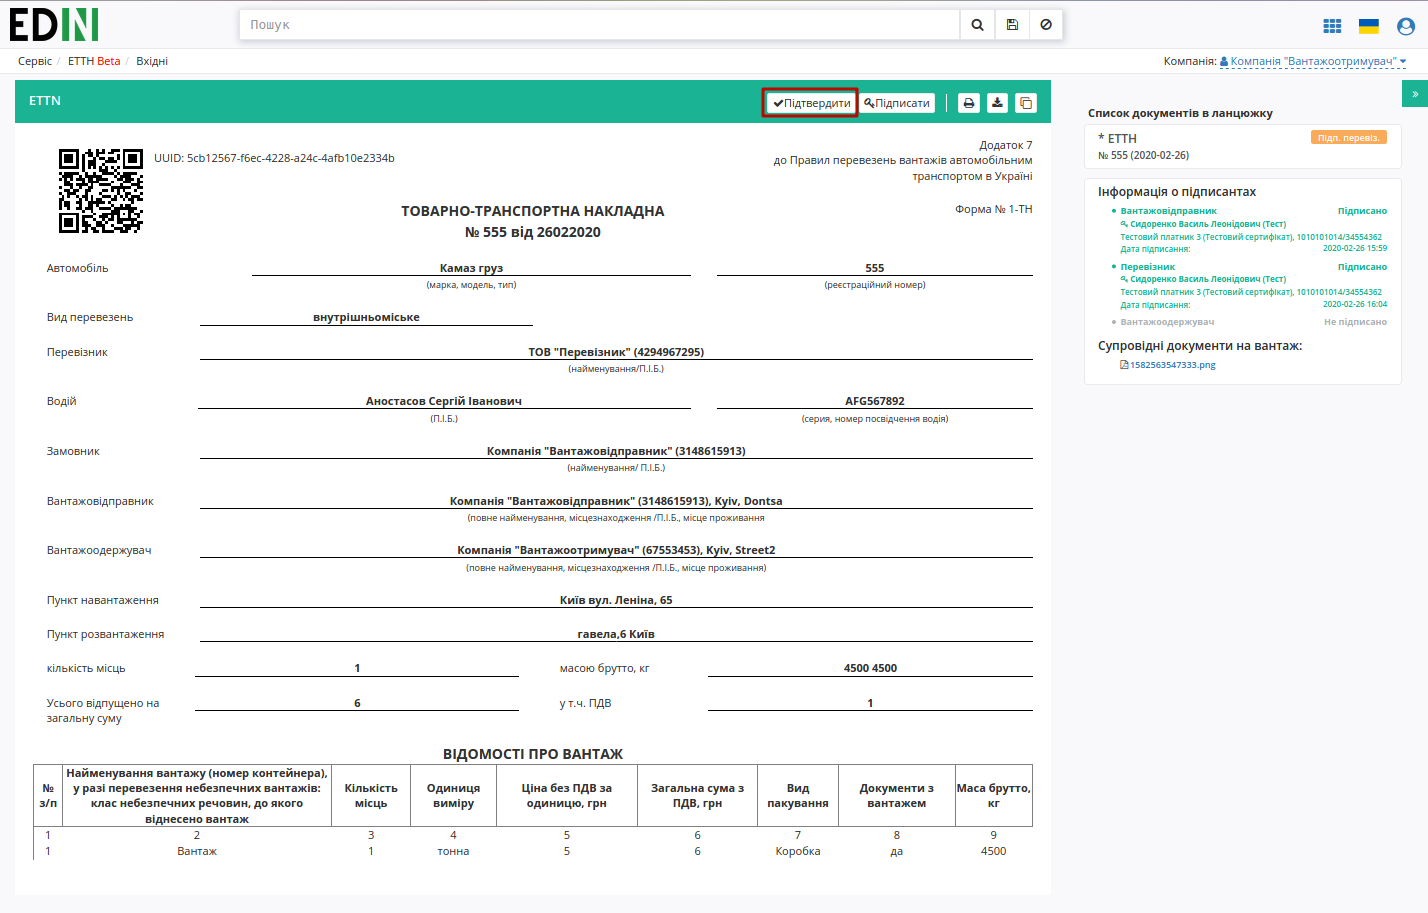 EDIN
Пошук
Сервіс / ЕТТН Beta / Вхідні
Компанія: Компанія "Вантажоотримувач"
ETTN
Підтвердити
Підписати
»
UUID: 5cb12567-f6ec-4228-a24c-4afb10e2334b
Додаток 7
до Правил перевезень вантажів автомобільним
транспортом в Україні
ТОВАРНО-ТРАНСПОРТНА НАКЛАДНА
Форма № 1-ТН
№ 555 від 26022020
Автомобіль Камаз груз 555
(марка, модель, тип) (реєстраційний номер)
Вид перевезень внутрішньоміське
Перевізник ТОВ "Перевізник" (4294967295)
(найменування/П.І.Б.)
Водій Аностасов Сергій Іванович AFG567892
(П.І.Б.) (серия, номер посвідчення водія)
Замовник Компанія "Вантажовідправник" (3148615913)
(найменування/ П.І.Б.)
Вантажовідправник Компанія "Вантажовідправник" (3148615913), Kyiv, Dontsa
(повне найменування, місцезнаходження /П.І.Б., місце проживання
Вантажоодержувач Компанія "Вантажоотримувач" (67553453), Kyiv, Street2
(повне найменування, місцезнаходження /П.І.Б., місце проживання)
Пункт навантаження Київ вул. Леніна, 65
Пункт розвантаження гавела,6 Київ
кількість місць 1 масою брутто, кг 4500 4500
Усього відпущено на 6 у т.ч. ПДВ 1
загальну суму
ВІДОМОСТІ ПРО ВАНТАЖ
№ з/п
Найменування вантажу (номер контейнера),
у разі перевезення небезпечних вантажів:
клас небезпечних речовин, до якого
віднесено вантаж
Кількість
місць
Одиниця
виміру
Ціна без ПДВ за
одиницю, грн
Загальна сума з
ПДВ, грн
Вид
пакування
Документи з
вантажем
Маса брутто,
кг
1 2 3 4 5 6 7 8 9
1 Вантаж 1 тонна 5 6 Коробка да 4500
Список документів в ланцюжку
* ЕТТН Підп. перевіз.
№ 555 (2020-02-26)
Інформація о підписантах
Вантажовідправник Підписано
Сидоренко Василь Леонідович (Тест)
Тестовий платник 3 (Тестовий сертифікат), 1010101014/34554362
Дата підписання: 2020-02-26 15:59
Перевізник Підписано
Сидоренко Василь Леонідович (Тест)
Тестовий платник 3 (Тестовий сертифікат), 1010101014/34554362
Дата підписання: 2020-02-26 16:04
Вантажоодержувач Не підписано
Супровідні документи на вантаж:
1582563547333.png